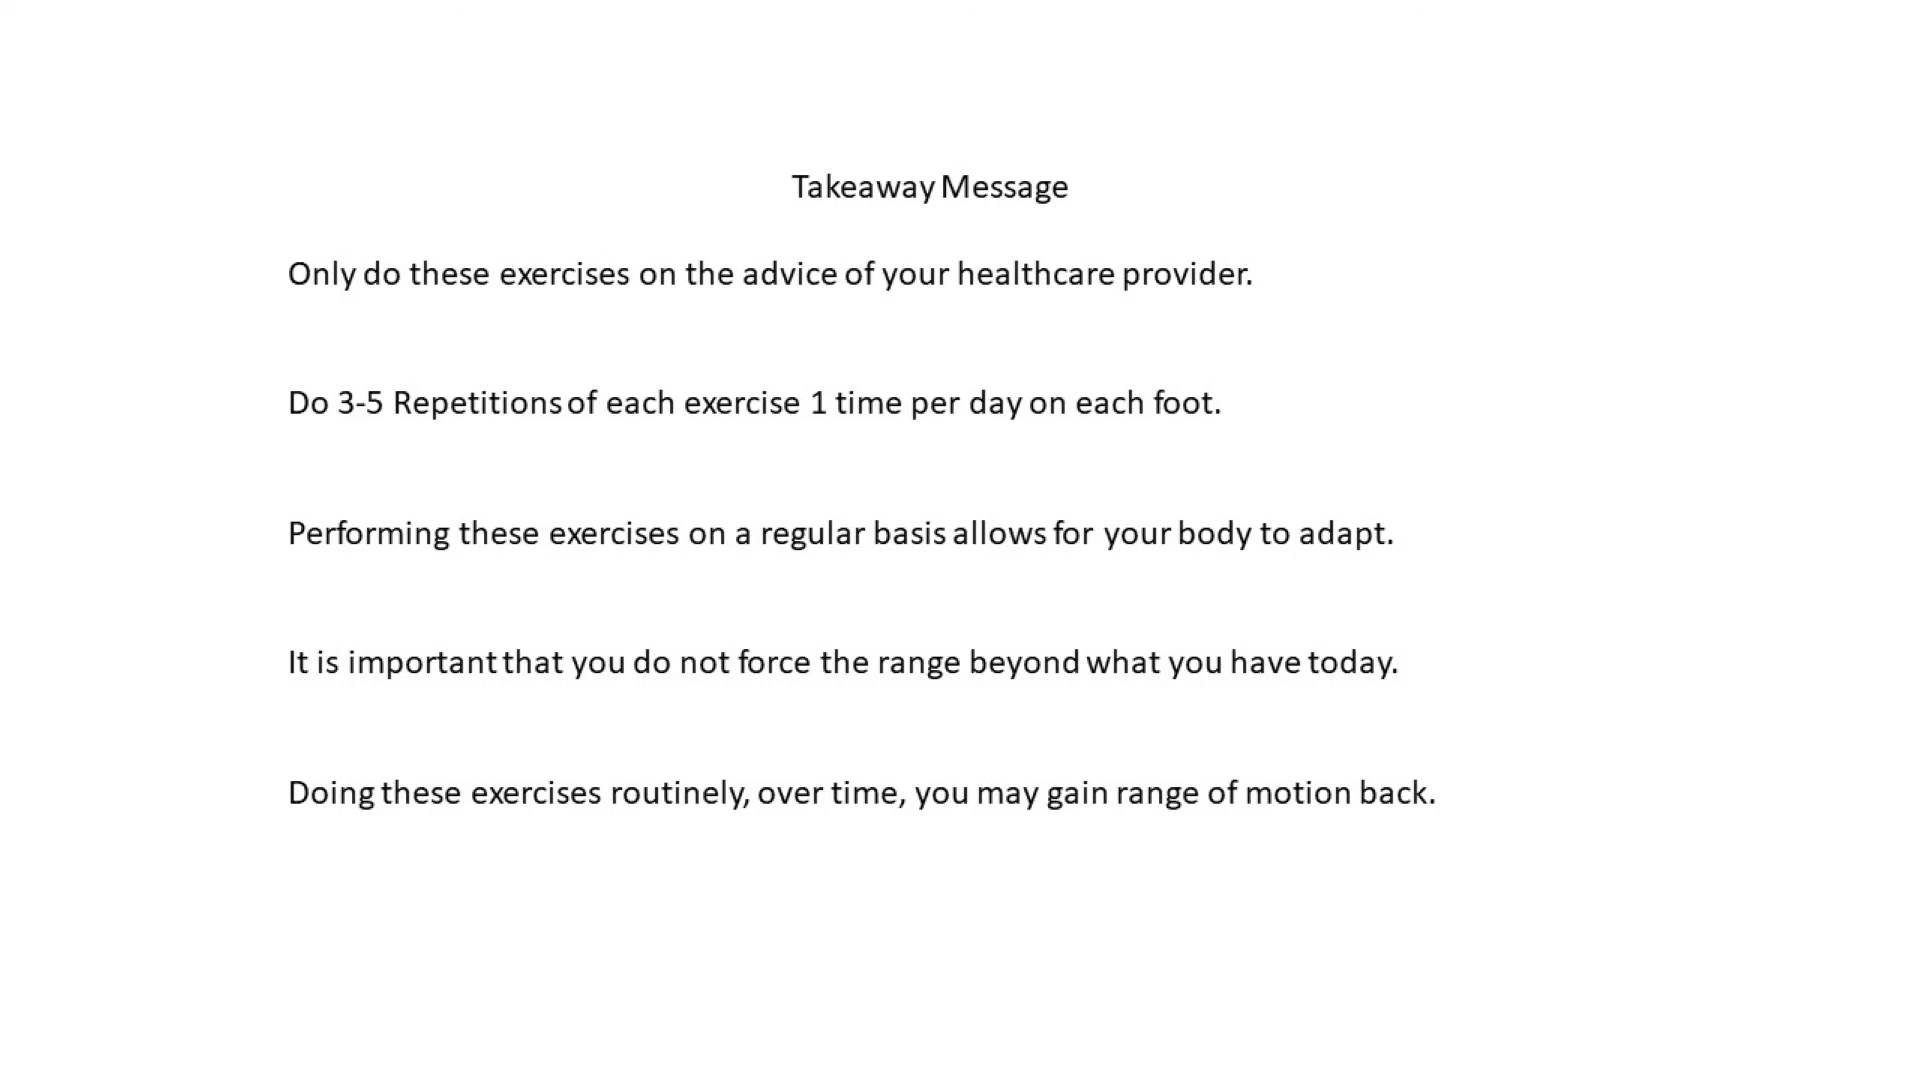 Takeaway Message
Only do these exercises on the advice of your healthcare provider.
Do 3-5 Repetitions of each exercise 1 time per day on each foot.
Performing these exercises on a regular basis allows for your body to adapt.
It is important that you do not force the range beyond what you have today.
Doing these exercises routinely, over time, you may gain range of motion back.